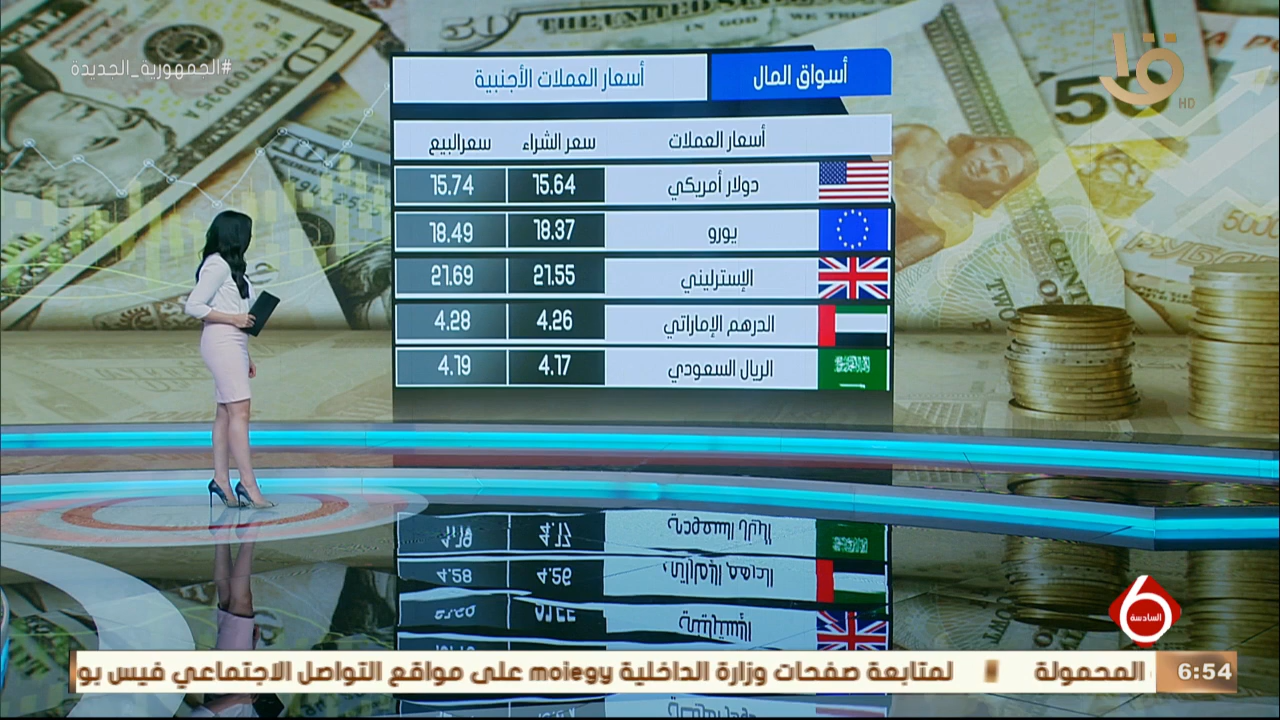 #الجمهورية_الجديدة
HD
أسواق المال
أسعار العملات الأجنبية
أسعار العملات سعر الشراء سعر البيع
دولار أمريكي 15.64 15.74
يورو 18.37 18.49
الإسترليني 21.55 21.69
الدرهم الإماراتي 4.26 4.28
الريال السعودي 4.17 4.19
6
السادسة
6:54
المحمولة لمتابعة صفحات وزارة الداخلية moiegy على مواقع التواصل الاجتماعي فيس بو